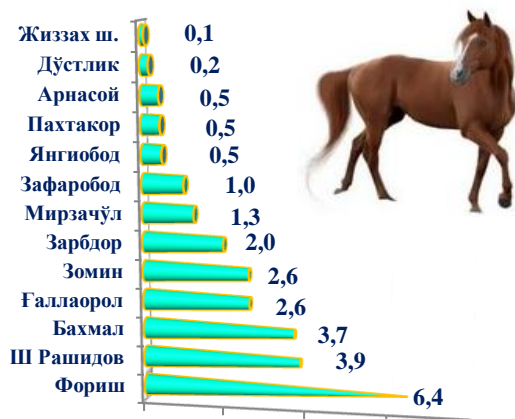 Жиззах ш. 0,1
Дўстлик 0,2
Арнасой 0,5
Пахтакор 0,5
Янгиобод 0,5
Зафаробод 1,0
Мирзачўл 1,3
Зарбдор 2,0
Зомин 2,6
Ғаллаорол 2,6
Бахмал 3,7
Ш Рашидов 3,9
Фориш 6,4